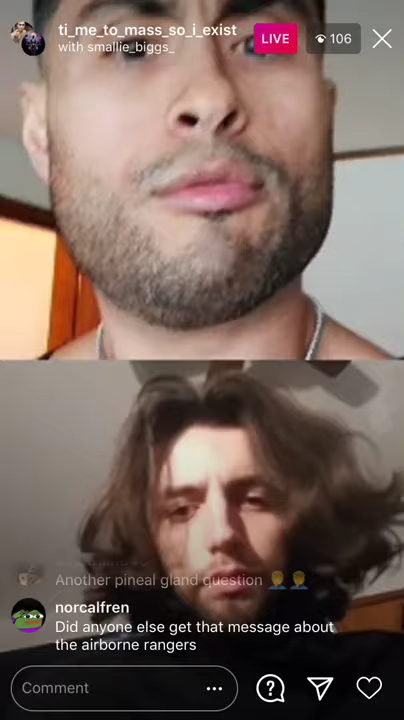 ti_me_to_mass_so_i_exist
with smallie_biggs_
LIVE
106
Another pineal gland question
norcalfren
Did anyone else get that message about
the airborne rangers
Comment